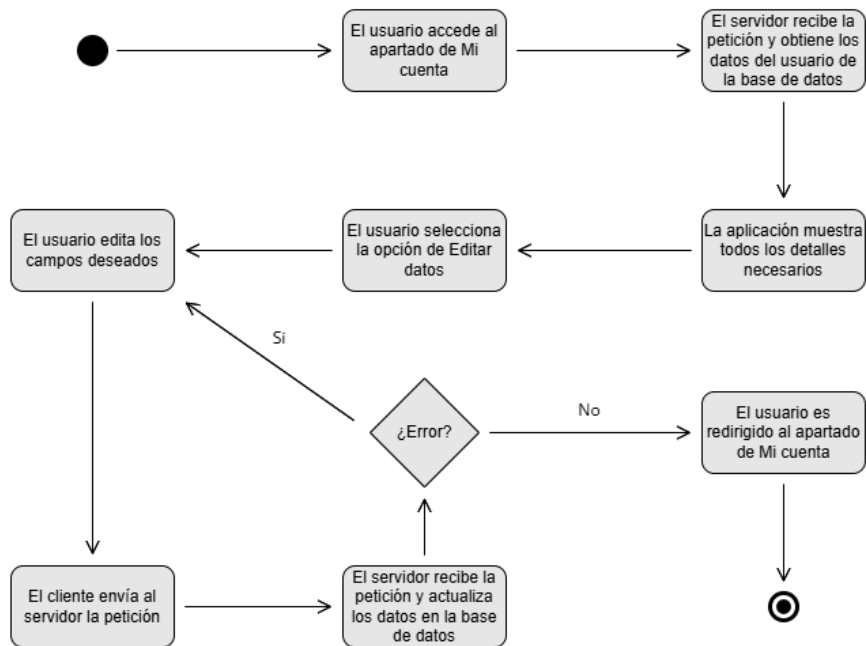 El usuario accede al
apartado de Mi
cuenta
El servidor recibe la
petición y obtiene los
datos del usuario de
la base de datos
La aplicación muestra
todos los detalles
necesarios
El usuario selecciona
la opción de Editar
datos
El usuario edita los
campos deseados
Si
¿Error?
No
El usuario es
redirigido al apartado
de Mi cuenta
El cliente envía al
servidor la petición
El servidor recibe la
petición y actualiza
los datos en la base
de datos